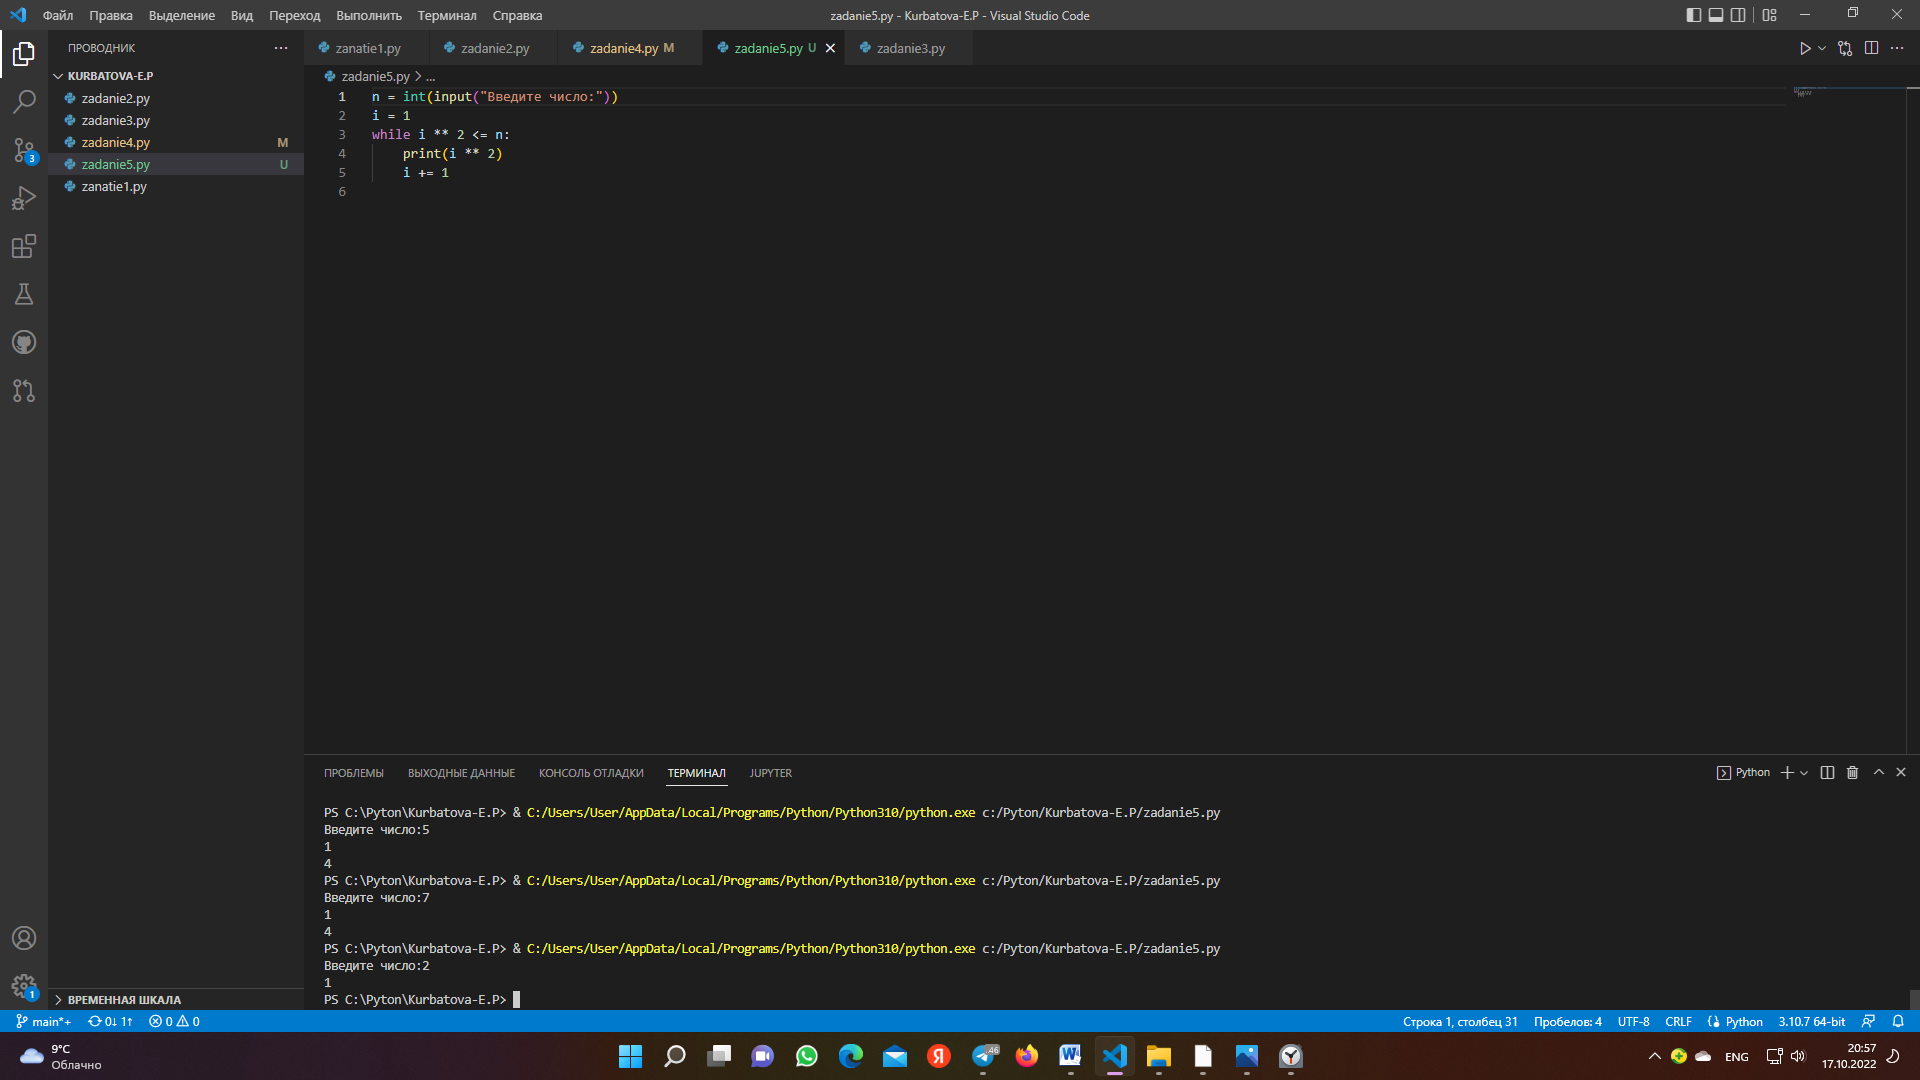 Файл Правка Выделение Вид Переход Выполнить Терминал Справка
zadanie5.py - Kurbatova-E.P - Visual Studio Code
ПРОВОДНИК
KURBATOVA-E.P
zadanie2.py
zadanie3.py
zadanie4.py M
zadanie5.py U
zanatie1.py
3
zanatie1.py zadanie2.py zadanie4.py M zadanie5.py U zadanie3.py
zadanie5.py > ...
1 n = int(input("Введите число:"))
2 i = 1
3 while i ** 2 <= n:
4 print(i ** 2)
5 i += 1
6
ПРОБЛЕМЫ ВЫХОДНЫЕ ДАННЫЕ КОНСОЛЬ ОТЛАДКИ ТЕРМИНАЛ JUPYTER
Python
PS C:\Pyton\Kurbatova-E.P> & C:/Users/User/AppData/Local/Programs/Python/Python310/python.exe c:/Pyton/Kurbatova-E.P/zadanie5.py
Введите число:5
1
4
PS C:\Pyton\Kurbatova-E.P> & C:/Users/User/AppData/Local/Programs/Python/Python310/python.exe c:/Pyton/Kurbatova-E.P/zadanie5.py
Введите число:7
1
4
PS C:\Pyton\Kurbatova-E.P> & C:/Users/User/AppData/Local/Programs/Python/Python310/python.exe c:/Pyton/Kurbatova-E.P/zadanie5.py
Введите число:2
1
PS C:\Pyton\Kurbatova-E.P>
1
ВРЕМЕННАЯ ШКАЛА
main*+ 0↓ 1↑ 0 0
Строка 1, столбец 31 Пробелов: 4 UTF-8 CRLF Python 3.10.7 64-bit
9°C
Облачно
Я
46
W
ENG
20:57
17.10.2022